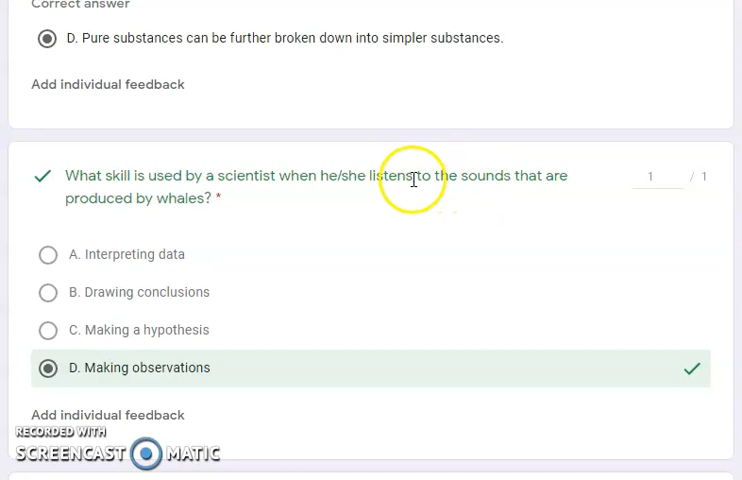 Correct answer
D. Pure substances can be further broken down into simpler substances.
Add individual feedback
What skill is used by a scientist when he/she listens to the sounds that are
1 / 1
produced by whales? *
A. Interpreting data
B. Drawing conclusions
C. Making a hypothesis
D. Making observations
Add individual feedback
RECORDED WITH
SCREENCAST MATIC